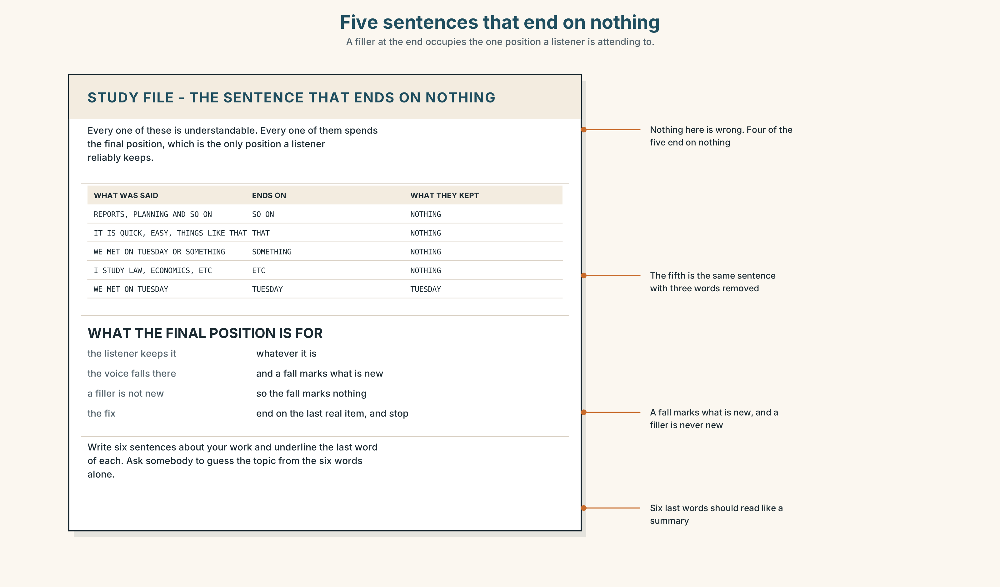 Five sentences that end on nothing
A filler at the end occupies the one position a listener is attending to.
STUDY FILE - THE SENTENCE THAT ENDS ON NOTHING
Every one of these is understandable. Every one of them spends
the final position, which is the only position a listener
reliably keeps.
WHAT WAS SAID ENDS ON WHAT THEY KEPT
REPORTS, PLANNING AND SO ON SO ON NOTHING
IT IS QUICK, EASY, THINGS LIKE THAT THAT NOTHING
WE MET ON TUESDAY OR SOMETHING SOMETHING NOTHING
I STUDY LAW, ECONOMICS, ETC ETC NOTHING
WE MET ON TUESDAY TUESDAY TUESDAY
WHAT THE FINAL POSITION IS FOR
the listener keeps it whatever it is
the voice falls there and a fall marks what is new
a filler is not new so the fall marks nothing
the fix end on the last real item, and stop
Write six sentences about your work and underline the last word
of each. Ask somebody to guess the topic from the six words
alone.
Nothing here is wrong. Four of the
five end on nothing
The fifth is the same sentence
with three words removed
A fall marks what is new, and a
filler is never new
Six last words should read like a
summary